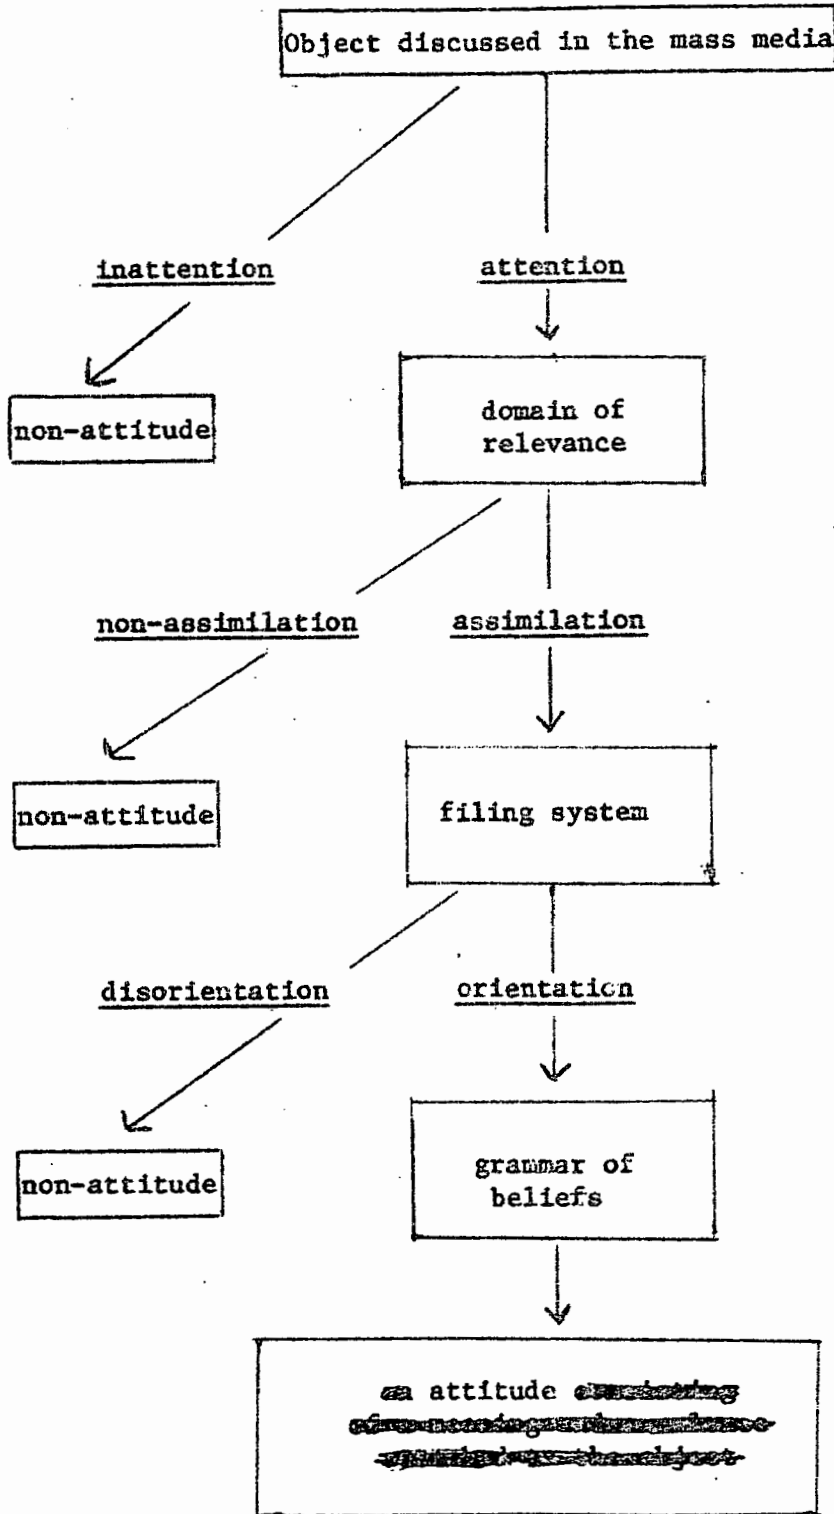 Object discussed in the mass media
inattention
attention
non-attitude
domain of
relevance
non-assimilation
assimilation
non-attitude
filing system
disorientation
orientation
non-attitude
grammar of
beliefs
attitude